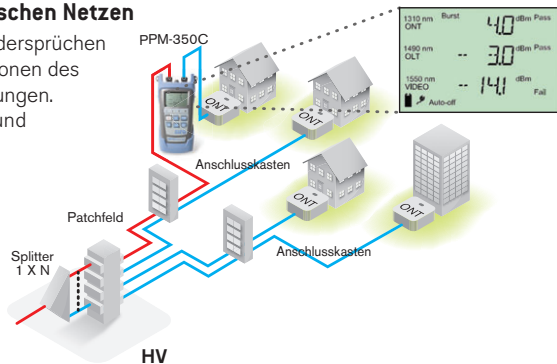 schen Netzen
dersprüchen
onen des
ungen.
und
PPM-350C
1310 nm Burst 4.0 dBm Pass
ONT
1490 nm -- 3.0 dBm Pass
OLT
1550 nm -- 14.1 dBm Fail
VIDEO
Auto-off
ONT
ONT
Anschlusskasten
ONT
ONT
Patchfeld
Anschlusskasten
Splitter
1 X N
HV